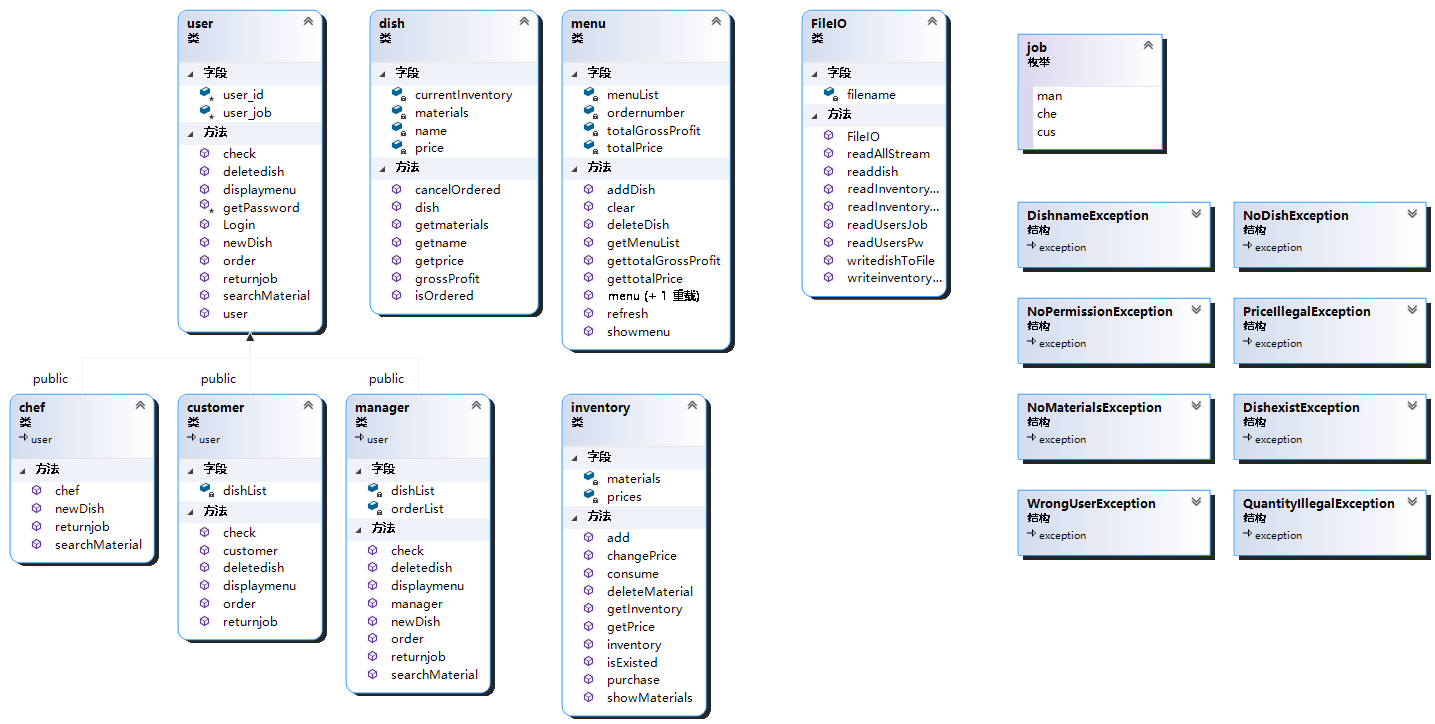 user
类
字段
user_id
user_job
方法
check
deletedish
displaymenu
getPassword
Login
newDish
order
returnjob
searchMaterial
user
dish
类
字段
currentInventory
materials
name
price
方法
cancelOrdered
dish
getmaterials
getname
getprice
grossProfit
isOrdered
menu
类
字段
menuList
ordernumber
totalGrossProfit
totalPrice
方法
addDish
clear
deleteDish
getMenuList
gettotalGrossProfit
gettotalPrice
menu (+ 1 重载)
refresh
showmenu
FileIO
类
字段
filename
方法
FileIO
readAllStream
readdish
readInventory...
readInventory...
readUsersJob
readUsersPw
writedishToFile
writeinventory...
job
枚举
man
che
cus
DishnameException
结构
exception
NoDishException
结构
exception
NoPermissionException
结构
exception
PriceIllegalException
结构
exception
public
public
public
chef
类
user
方法
chef
newDish
returnjob
searchMaterial
customer
类
user
字段
dishList
方法
check
customer
deletedish
displaymenu
order
returnjob
manager
类
user
字段
dishList
orderList
方法
check
deletedish
displaymenu
manager
newDish
order
returnjob
searchMaterial
inventory
类
字段
materials
prices
方法
add
changePrice
consume
deleteMaterial
getInventory
getPrice
inventory
isExisted
purchase
showMaterials
NoMaterialsException
结构
exception
DishexistException
结构
exception
WrongUserException
结构
exception
QuantityIllegalException
结构
exception